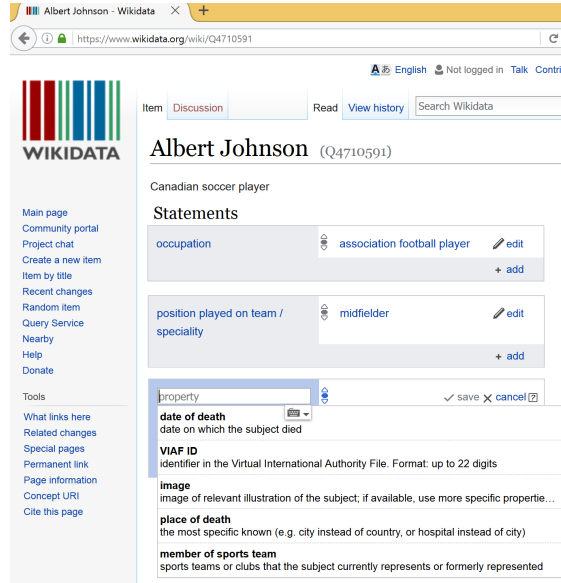 Albert Johnson - Wiki
data
https://www.wikidata.org/wiki/Q4710591
English Not logged in Talk Contri
Item Discussion Read View history Search Wikidata
WIKIDATA
Albert Johnson (Q4710591)
Canadian soccer player
Statements
occupation
association football player
edit
+ add
position played on team /
speciality
midfielder
edit
+ add
property
save cancel [?]
date of death
date on which the subject died
VIAF ID
identifier in the Virtual International Authority File. Format: up to 22 digits
image
image of relevant illustration of the subject; if available, use more specific propertie…
place of death
the most specific known (e.g. city instead of country, or hospital instead of city)
member of sports team
sports teams or clubs that the subject currently represents or formerly represented
Main page
Community portal
Project chat
Create a new item
Item by title
Recent changes
Random item
Query Service
Nearby
Help
Donate
Tools
What links here
Related changes
Special pages
Permanent link
Page information
Concept URI
Cite this page